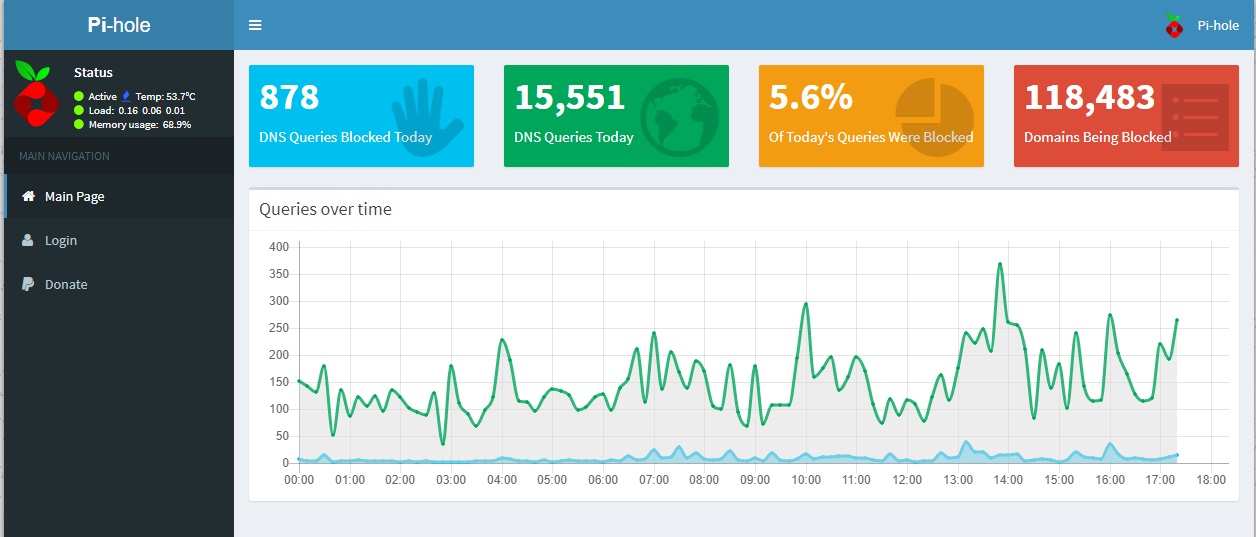 Pi-hole
Pi-hole
Status
Active Temp: 53.7°C
Load: 0.16 0.06 0.01
Memory usage: 68.9%
MAIN NAVIGATION
Main Page
Login
Donate
878
DNS Queries Blocked Today
15,551
DNS Queries Today
5.6%
Of Today's Queries Were Blocked
118,483
Domains Being Blocked
Queries over time
400
350
300
250
200
150
100
50
0
00:00 01:00 02:00 03:00 04:00 05:00 06:00 07:00 08:00 09:00 10:00 11:00 12:00 13:00 14:00 15:00 16:00 17:00 18:00